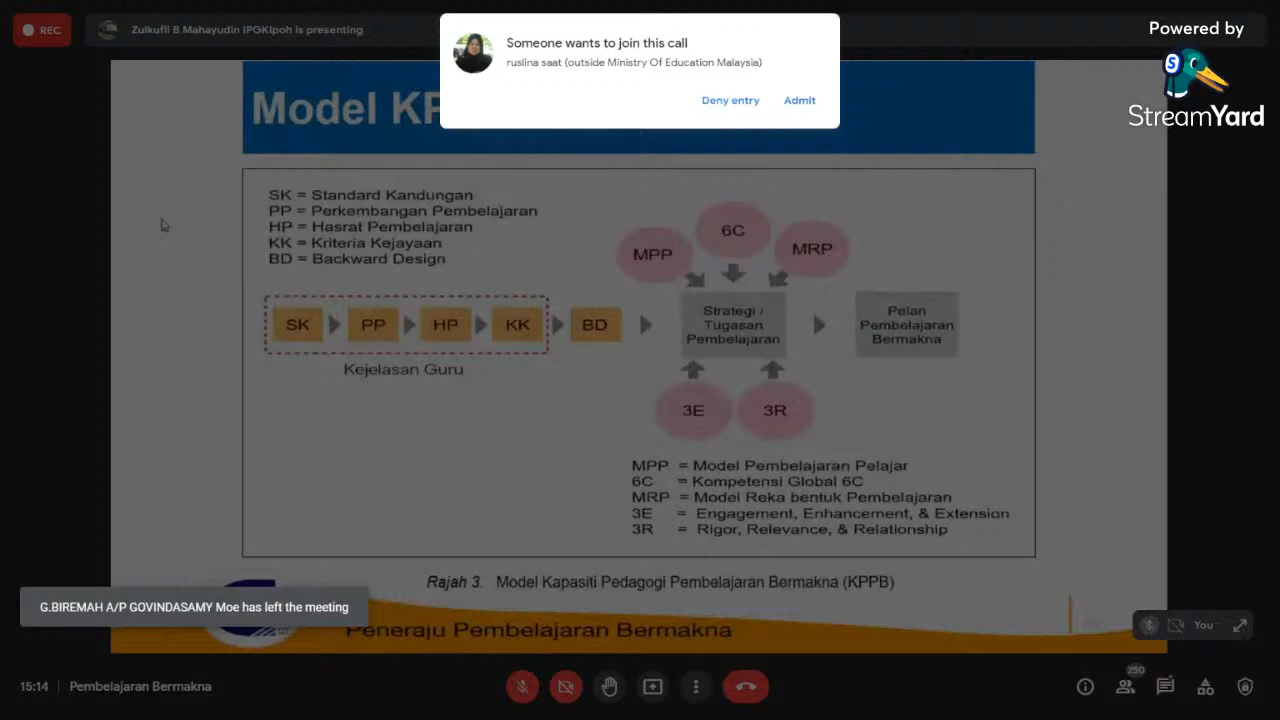 REC
Zulkufli B Mahayudin IPGKIpoh is presenting
Someone wants to join this call
ruslina saat (outside Ministry Of Education Malaysia)
Deny entry
Admit
Powered by
S
StreamYard
Model KP
SK = Standard Kandungan
PP = Perkembangan Pembelajaran
HP = Hasrat Pembelajaran
KK = Kriteria Kejayaan
BD = Backward Design
6C
MPP
MRP
SK
PP
HP
KK
BD
Strategi /
Tugasan
Pembelajaran
Pelan
Pembelajaran
Bermakna
Kejelasan Guru
3E
3R
MPP = Model Pembelajaran Pelajar
6C = Kompetensi Global 6C
MRP = Model Reka bentuk Pembelajaran
3E = Engagement, Enhancement, & Extension
3R = Rigor, Relevance, & Relationship
Rajah 3. Model Kapasiti Pedagogi Pembelajaran Bermakna (KPPB)
G.BIREMAH A/P GOVINDASAMY Moe has left the meeting
Peneraju Pembelajaran Bermakna
You
15:14 | Pembelajaran Bermakna
250